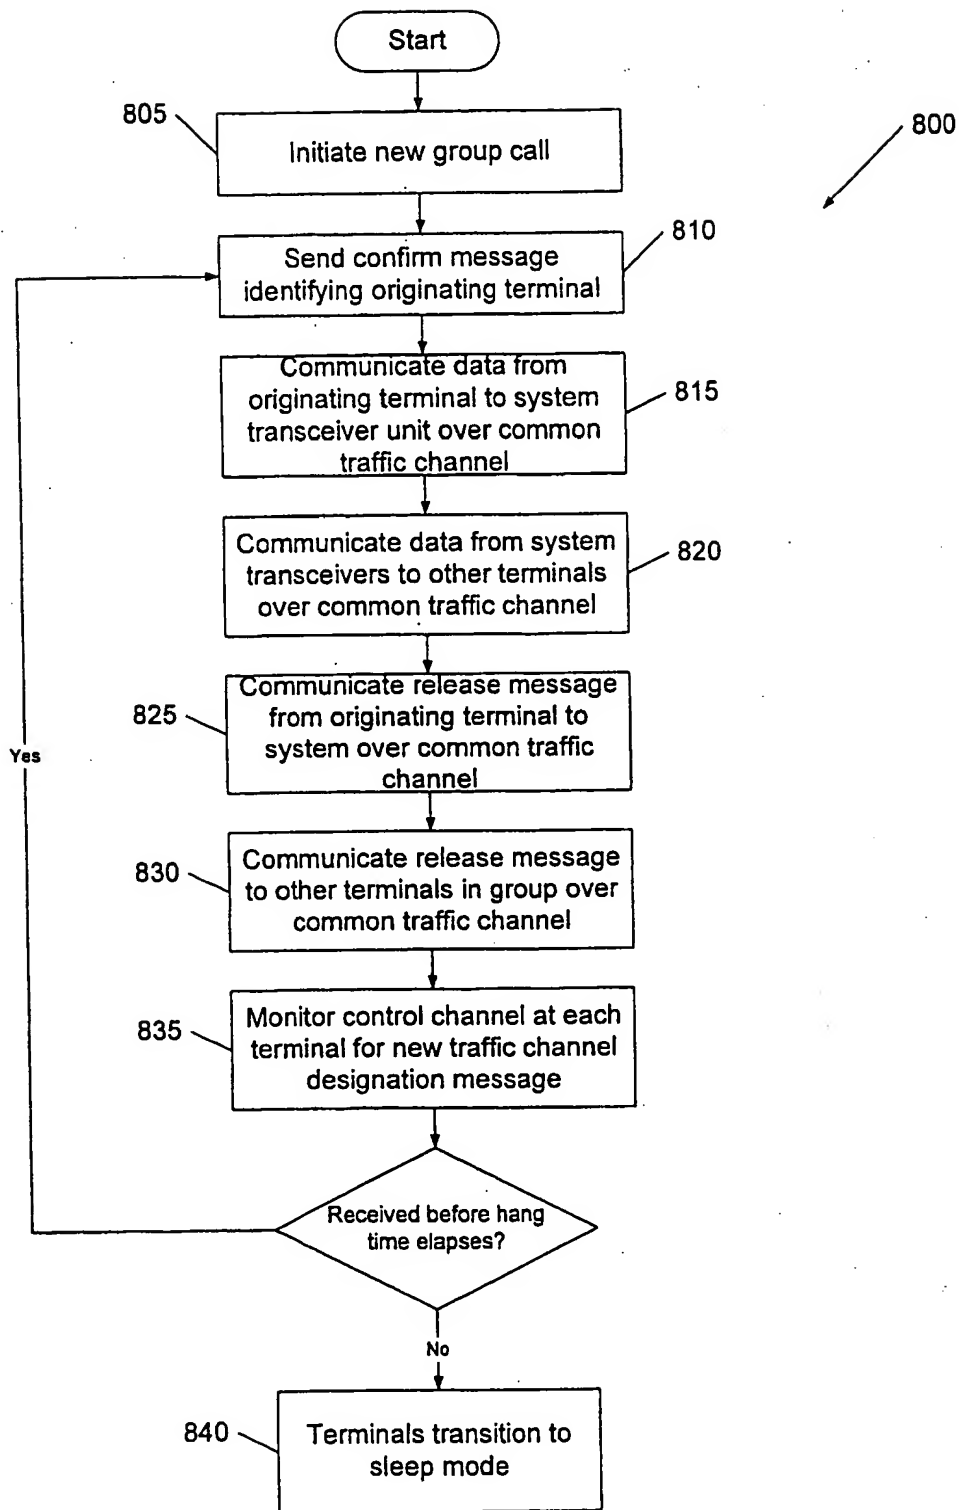 Start
805
Initiate new group call
800
810
Send confirm message
identifying originating terminal
Communicate data from
originating terminal to system
transceiver unit over common
traffic channel
815
Communicate data from system
transceivers to other terminals
over common traffic channel
820
825
Communicate release message
from originating terminal to
system over common traffic
channel
Yes
830
Communicate release message
to other terminals in group over
common traffic channel
835
Monitor control channel at each
terminal for new traffic channel
designation message
Received before hang
time elapses?
No
840
Terminals transition to
sleep mode